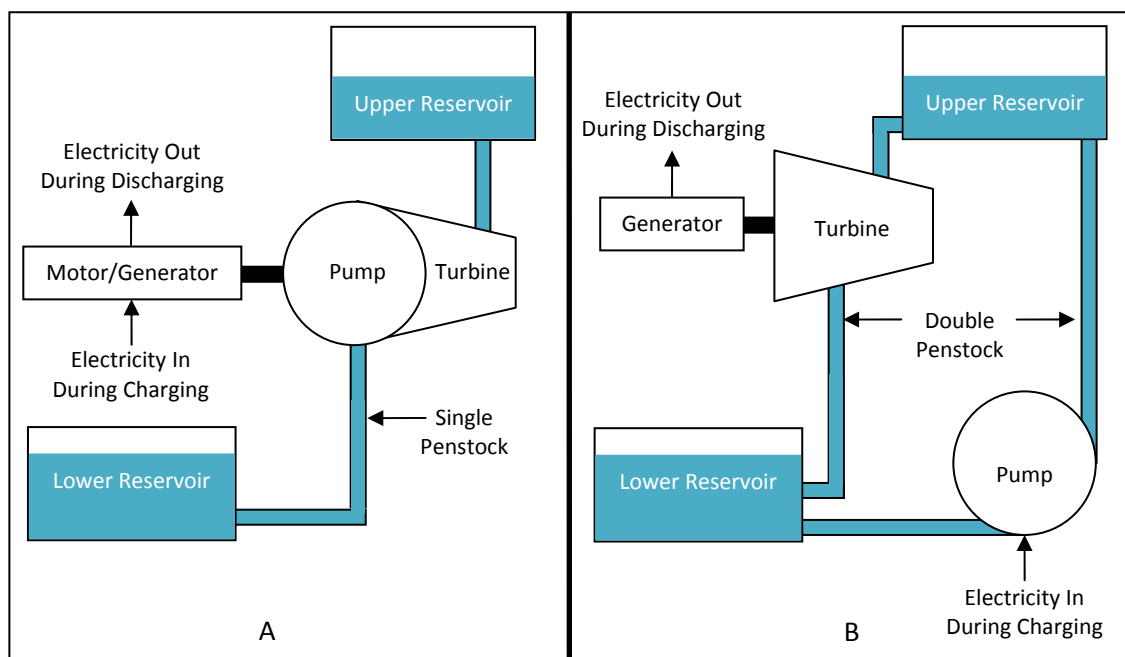 Upper Reservoir
Electricity Out
During Discharging
Motor/Generator
Pump
Turbine
Electricity In
During Charging
Single
Penstock
Lower Reservoir
A
Upper Reservoir
Electricity Out
During Discharging
Generator
Turbine
Double
Penstock
Lower Reservoir
Pump
Electricity In
During Charging
B